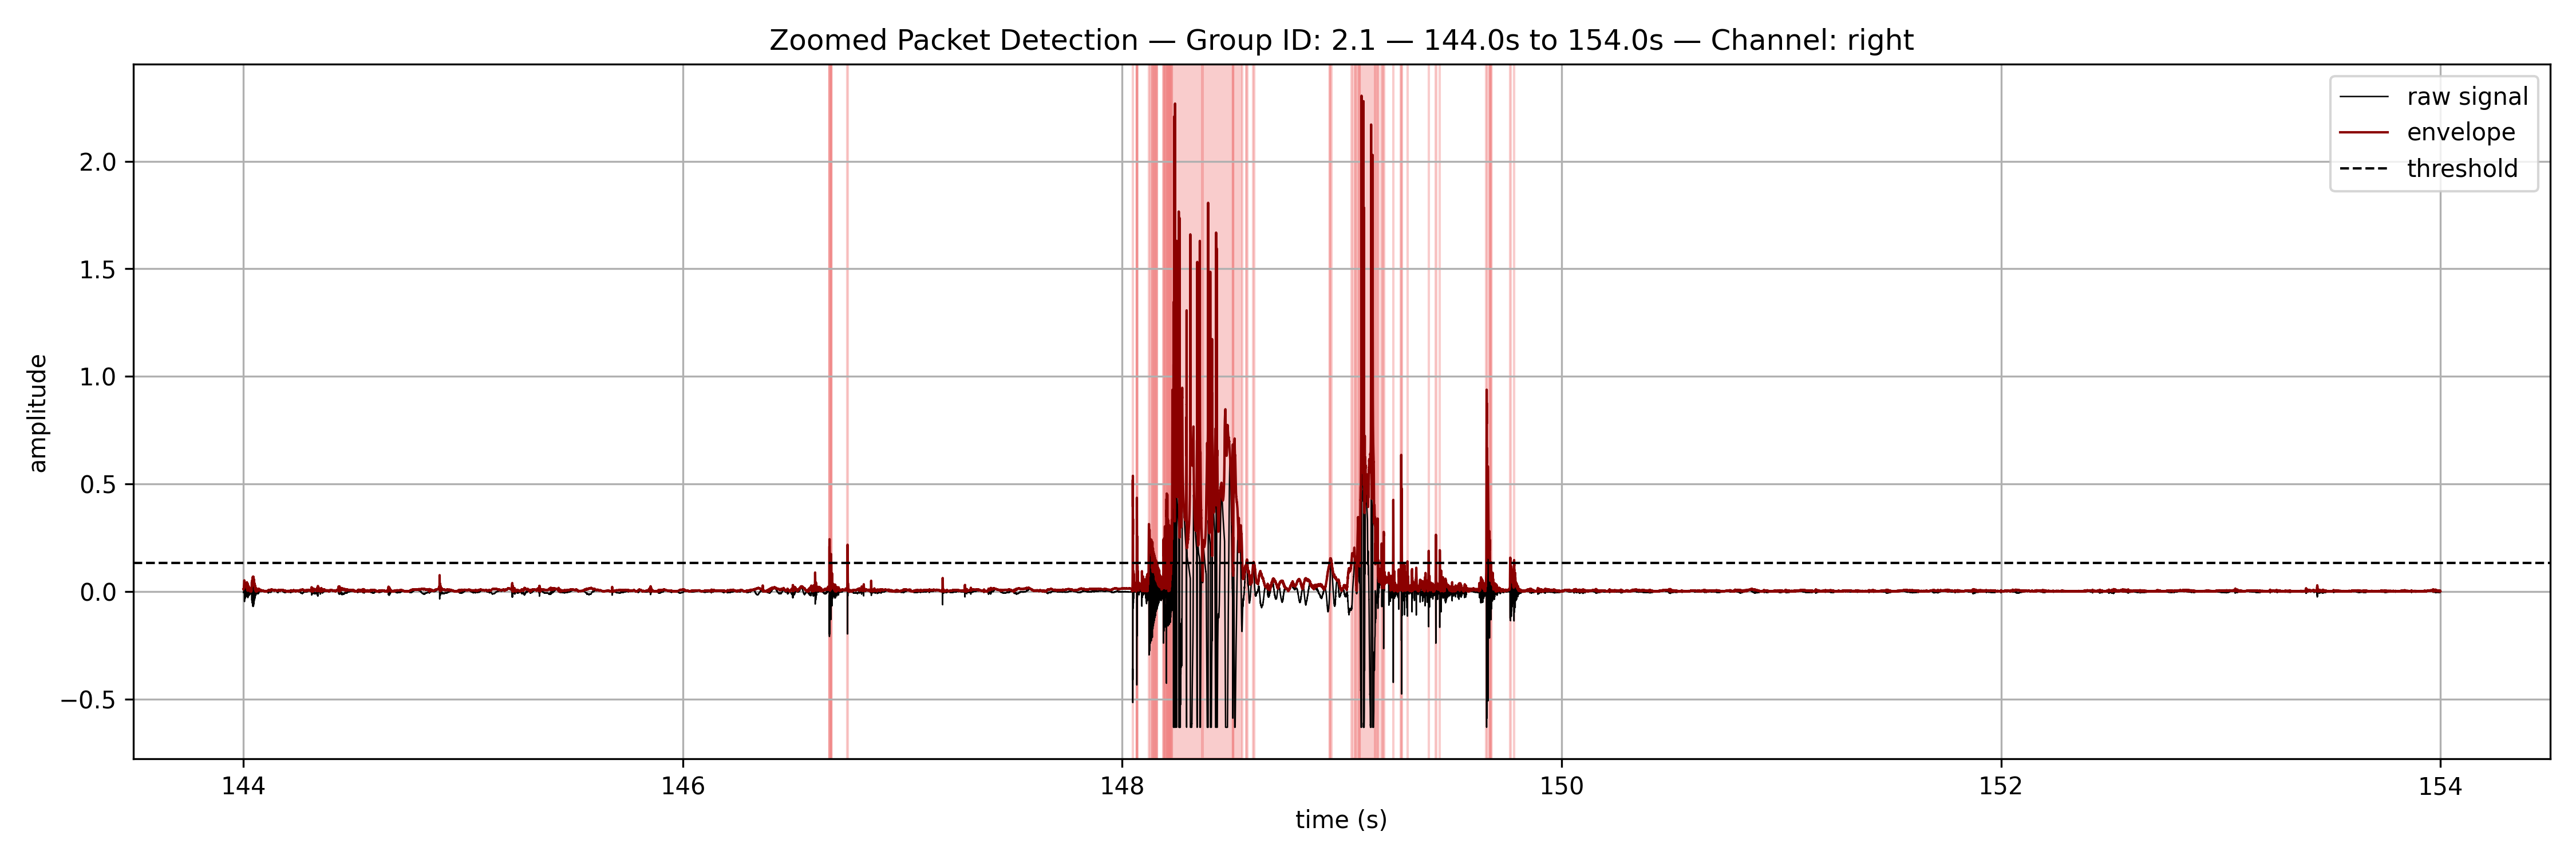 Zoomed Packet Detection — Group ID: 2.1 — 144.0s to 154.0s — Channel: right
raw signal
envelope
threshold
amplitude
2.0
1.5
1.0
0.5
0.0
−0.5
144
146
148
150
152
154
time (s)